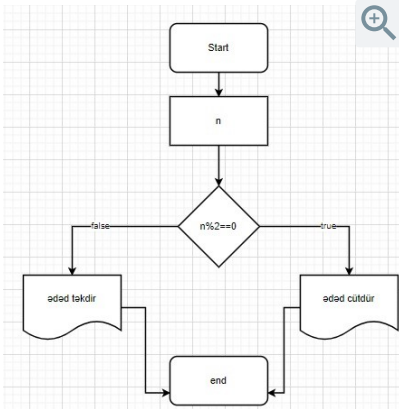 Start
n
n%2==0
false
true
ədəd təkdir
ədəd cütdür
end